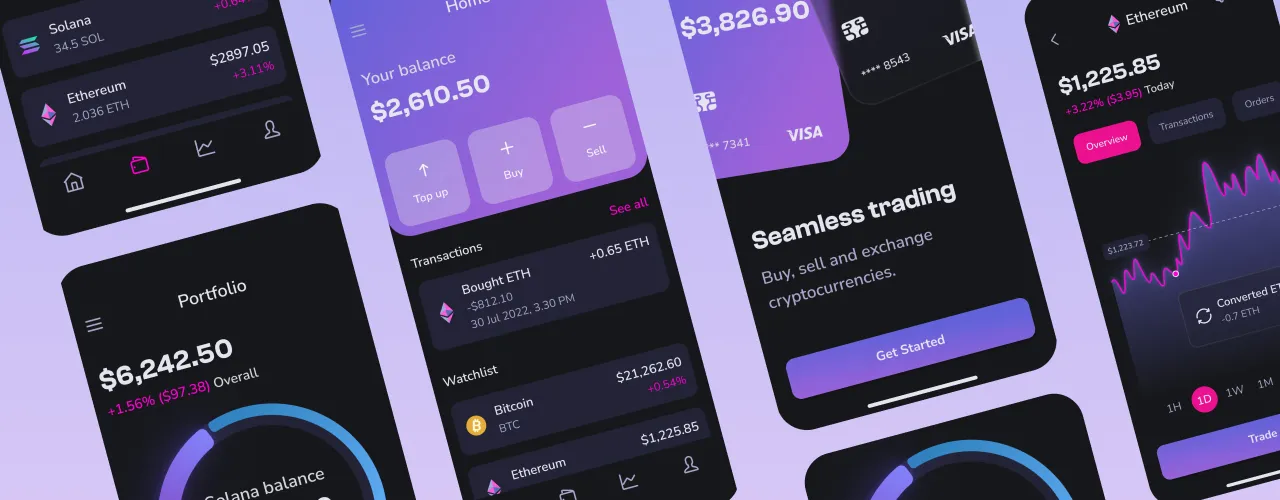 Solana
34.5 SOL
Ethereum
2.036 ETH
$2897.05
+3.11%
Portfolio
$6,242.50
+1.56% ($97.38) Overall
Solana balance
Home
Your balance
$2,610.50
Top up
Buy
Sell
See all
Transactions
Bought ETH
-$812.10
30 Jul 2022, 3.30 PM
+0.65 ETH
Watchlist
Bitcoin
BTC
$21,262.60
+0.54%
Ethereum
$1,225.85
$3,826.90
** 7341
VISA
**** 8543
VISA
Seamless trading
Buy, sell and exchange
cryptocurrencies.
Get Started
Ethereum
$1,225.85
+3.22% ($3.95) Today
Overview
Transactions
Orders
$1,223.72
Converted ET
-0.7 ETH
1H
1D
1W
1M
Trade